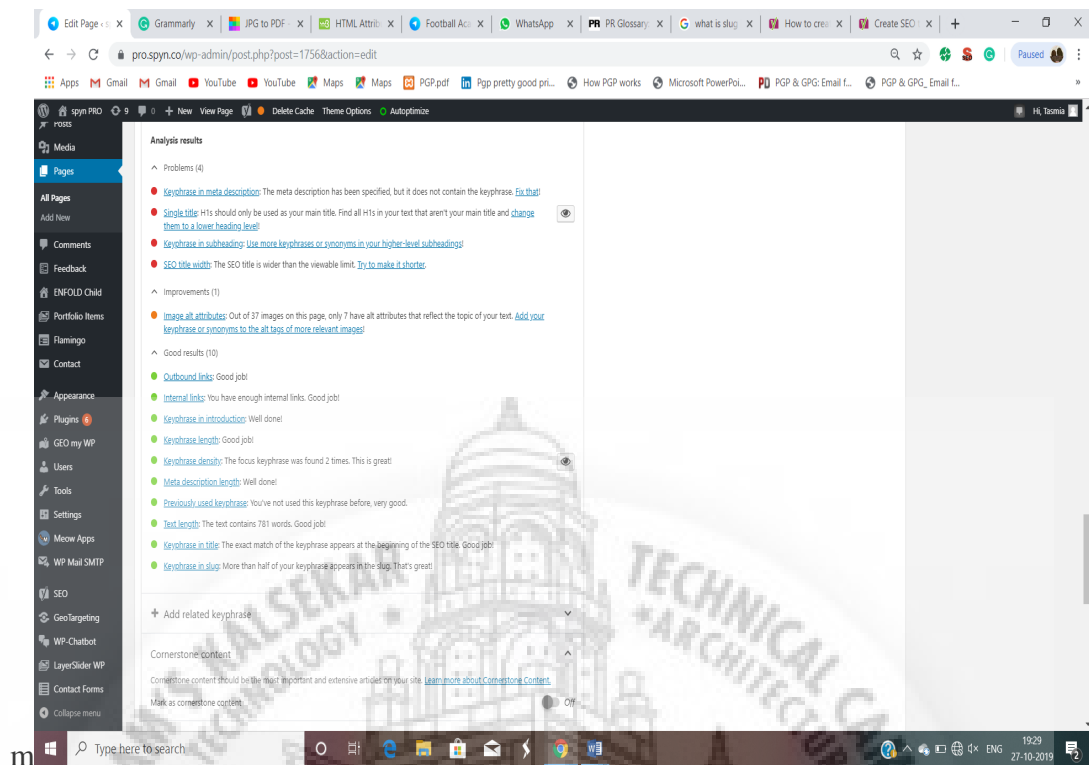 Edit Page ‹ s
Grammarly
JPG to PDF -
HTML Attrib
Football Aca
WhatsApp
PR PR Glossary:
what is slug
How to crea
Create SEO
pro.spyn.co/wp-admin/post.php?post=1756&action=edit
Paused
Apps
Gmail
Gmail
YouTube
YouTube
Maps
Maps
PGP.pdf
Pgp pretty good pri...
How PGP works
Microsoft PowerPoi...
PGP & GPG: Email f...
PGP & GPG_ Email f...
spyn PRO
9
0
+ New
View Page
Delete Cache
Theme Options
Autoptimize
Hi, Tasmia
Posts
Media
Pages
All Pages
Add New
Comments
Feedback
ENFOLD Child
Portfolio Items
Flamingo
Contact
Appearance
Plugins 6
GEO my WP
Users
Tools
Settings
Meow Apps
WP Mail SMTP
SEO
GeoTargeting
WP-Chatbot
LayerSlider WP
Contact Forms
Collapse menu
Analysis results
Problems (4)
Keyphrase in meta description: The meta description has been specified, but it does not contain the keyphrase. Fix that!
Single title: H1s should only be used as your main title. Find all H1s in your text that aren't your main title and change
them to a lower heading level!
Keyphrase in subheading: Use more keyphrases or synonyms in your higher-level subheadings!
SEO title width: The SEO title is wider than the viewable limit. Try to make it shorter.
Improvements (1)
Image alt attributes: Out of 37 images on this page, only 7 have alt attributes that reflect the topic of your text. Add your
keyphrase or synonyms to the alt tags of more relevant images!
Good results (10)
Outbound links: Good job!
Internal links: You have enough internal links. Good job!
Keyphrase in introduction: Well done!
Keyphrase length: Good job!
Keyphrase density: The focus keyphrase was found 2 times. This is great!
Meta description length: Well done!
Previously used keyphrase: You've not used this keyphrase before, very good.
Text length: The text contains 781 words. Good job!
Keyphrase in title: The exact match of the keyphrase appears at the beginning of the SEO title. Good job!
Keyphrase in slug: More than half of your keyphrase appears in the slug. That's great!
+ Add related keyphrase
Cornerstone content
Cornerstone content should be the most important and extensive articles on your site. Learn more about Cornerstone Content.
Mark as cornerstone content
Off
KALSEKAR
TECHNICAL
TECHNOLOGY
m
Type here to search
ENG
19:29
27-10-2019
2